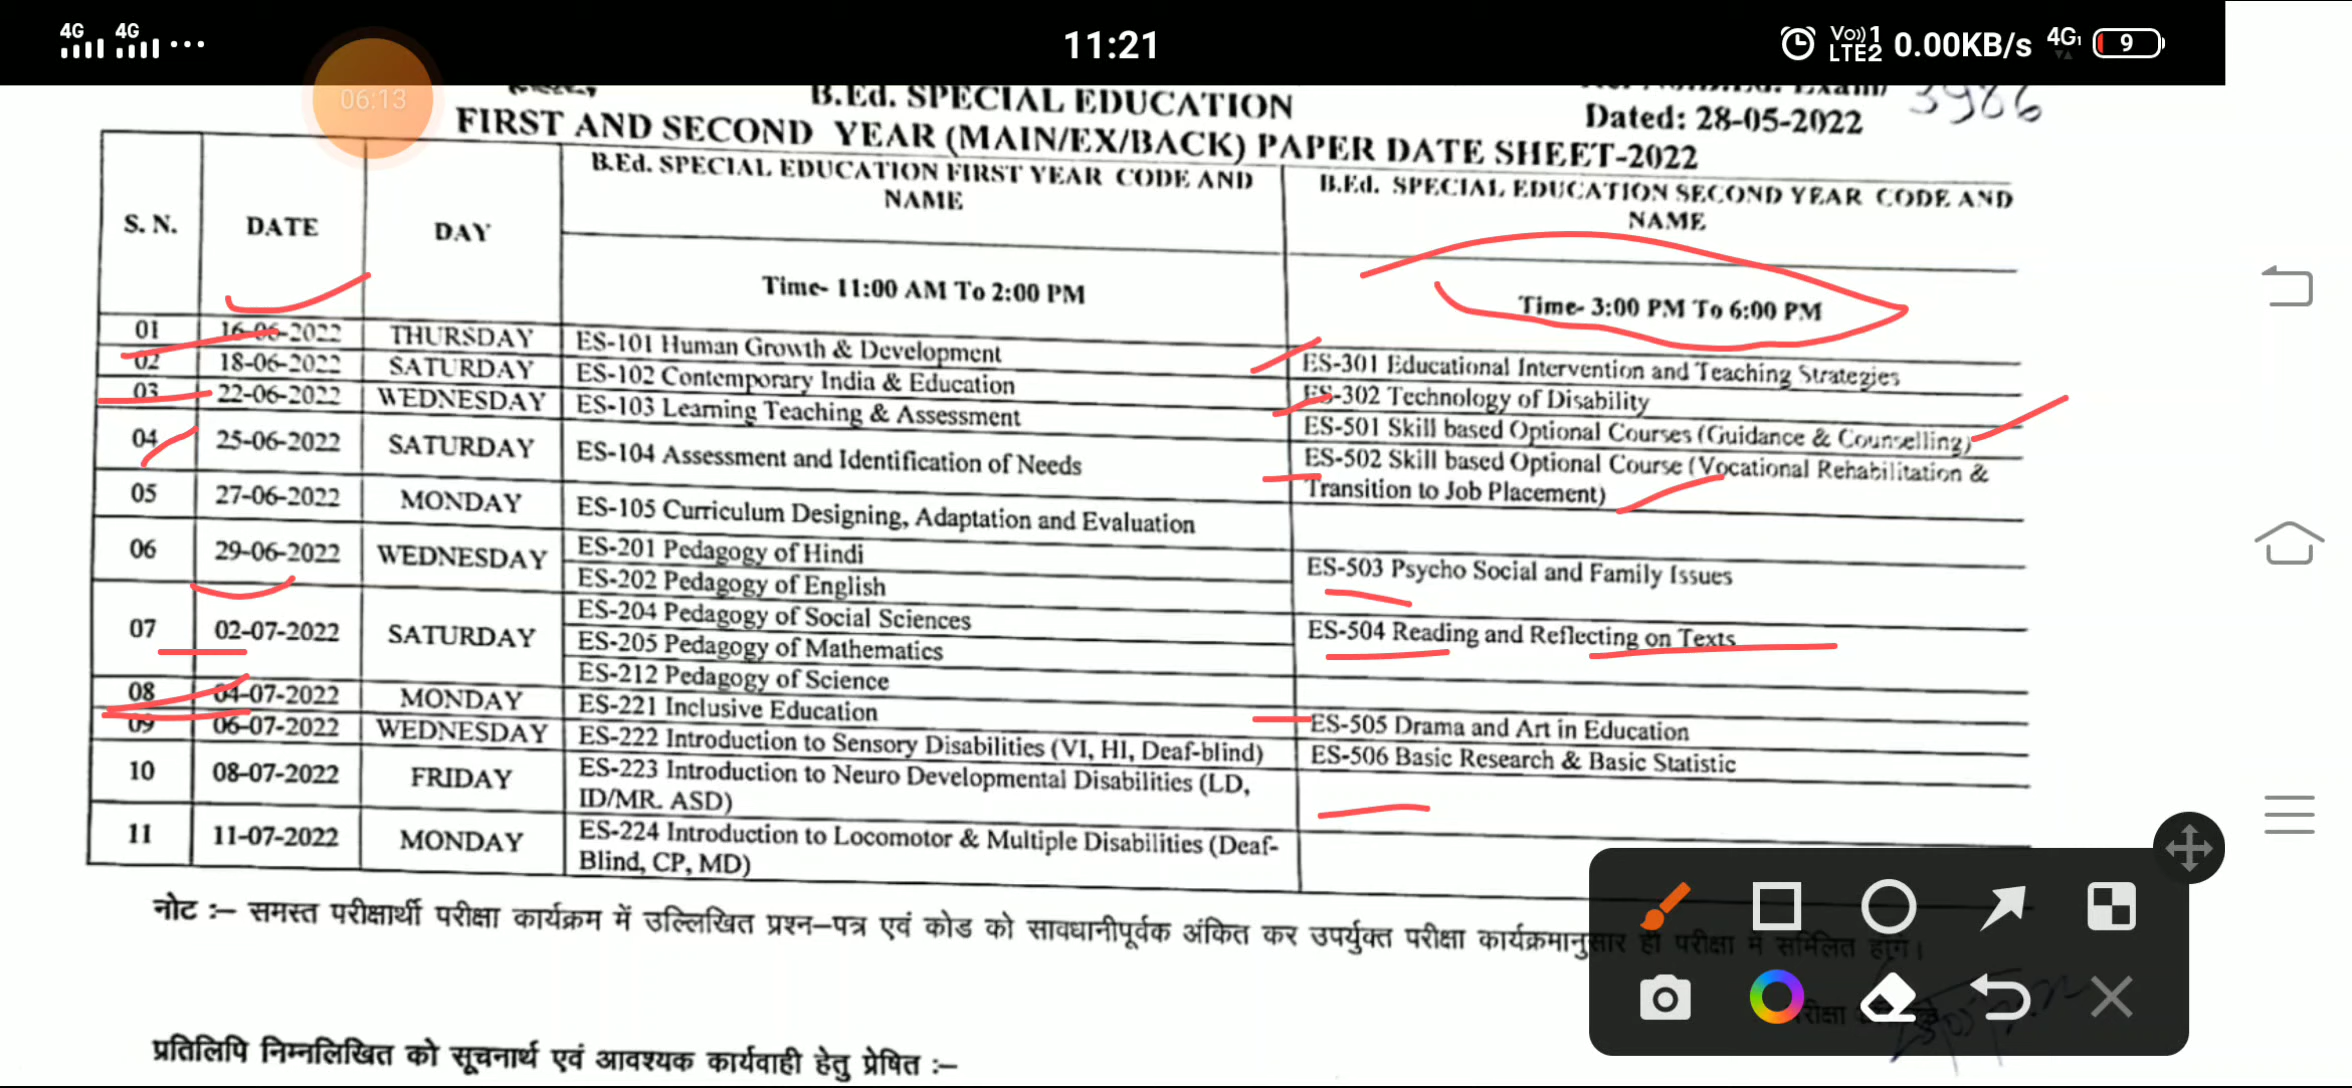 4G 4G
11:21
Vo)) 1
LTE2 0.00KB/s 4G 9
06:13
B.Ed. SPECIAL EDUCATION
3986
Dated: 28-05-2022
FIRST AND SECOND YEAR (MAIN/EX/BACK) PAPER DATE SHEET-2022
S. N. DATE DAY B.Ed. SPECIAL EDUCATION FIRST YEAR CODE AND NAME B.Ed. SPECIAL EDUCATION SECOND YEAR CODE AND NAME
Time- 11:00 AM To 2:00 PM Time- 3:00 PM To 6:00 PM
01 16-06-2022 THURSDAY ES-101 Human Growth & Development ES-301 Educational Intervention and Teaching Strategies
02 18-06-2022 SATURDAY ES-102 Contemporary India & Education ES-302 Technology of Disability
03 22-06-2022 WEDNESDAY ES-103 Learning Teaching & Assessment ES-501 Skill based Optional Courses (Guidance & Counselling)
04 25-06-2022 SATURDAY ES-104 Assessment and Identification of Needs ES-502 Skill based Optional Course (Vocational Rehabilitation &
Transition to Job Placement)
05 27-06-2022 MONDAY ES-105 Curriculum Designing, Adaptation and Evaluation
06 29-06-2022 WEDNESDAY ES-201 Pedagogy of Hindi ES-503 Psycho Social and Family Issues
ES-202 Pedagogy of English
07 02-07-2022 SATURDAY ES-204 Pedagogy of Social Sciences ES-504 Reading and Reflecting on Texts
ES-205 Pedagogy of Mathematics
ES-212 Pedagogy of Science
08 04-07-2022 MONDAY ES-221 Inclusive Education ES-505 Drama and Art in Education
09 06-07-2022 WEDNESDAY ES-222 Introduction to Sensory Disabilities (VI, HI, Deaf-blind) ES-506 Basic Research & Basic Statistic
10 08-07-2022 FRIDAY ES-223 Introduction to Neuro Developmental Disabilities (LD,
ID/MR. ASD)
11 11-07-2022 MONDAY ES-224 Introduction to Locomotor & Multiple Disabilities (Deaf-
Blind, CP, MD)
नोट :– समस्त परीक्षार्थी परीक्षा कार्यक्रम में उल्लिखित प्रश्न–पत्र एवं कोड को सावधानीपूर्वक अंकित कर उपर्युक्त परीक्षा कार्यक्रमानुसार ही परीक्षा में सम्मिलित होंगे।
प्रतिलिपि निम्नलिखित को सूचनार्थ एवं आवश्यक कार्यवाही हेतु प्रेषित :–